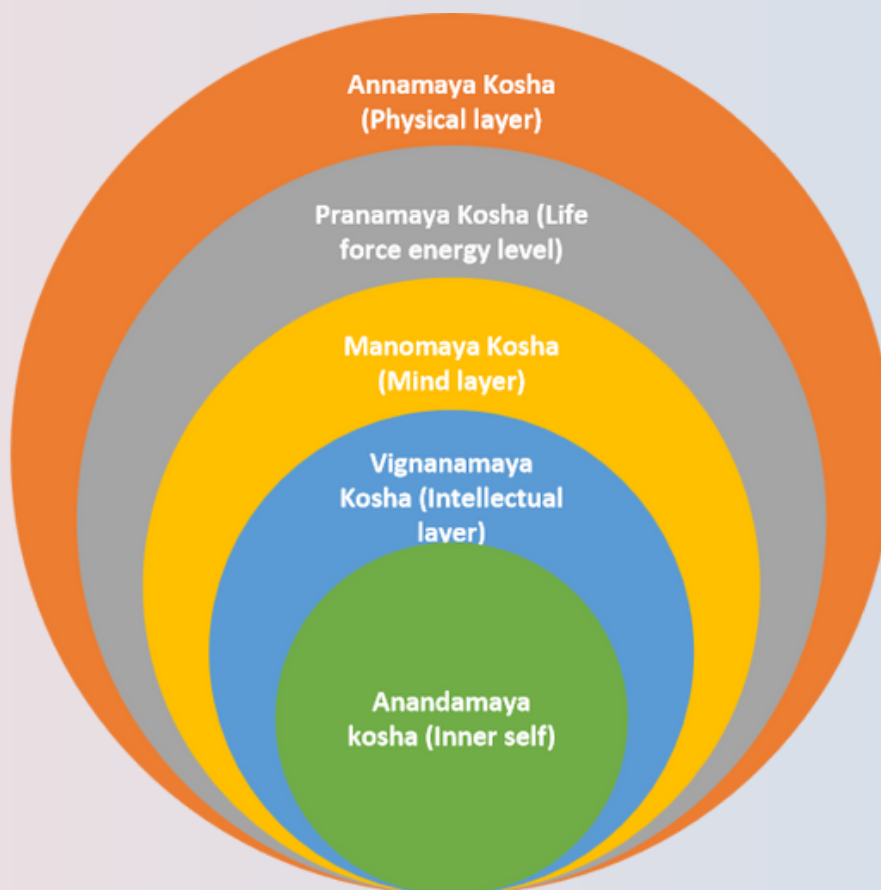 Annamaya Kosha
(Physical layer)
Pranamaya Kosha (Life
force energy level)
Manomaya Kosha
(Mind layer)
Vignanamaya
Kosha (Intellectual
layer)
Anandamaya
kosha (Inner self)